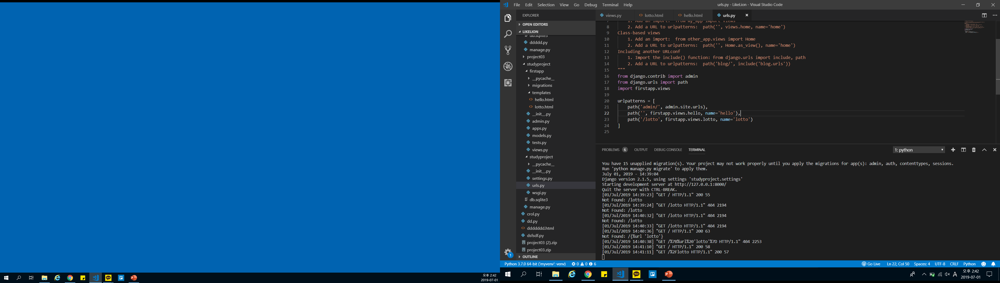 오후 2:42
2019-07-01
File Edit Selection View Go Debug Terminal Help
urls.py - LikeLion - Visual Studio Code
EXPLORER
OPEN EDITORS
LIKELION
db.sqlite3
ddddd.py
manage.py
project03
studyproject
firstapp
__pycache__
migrations
templates
hello.html
lotto.html
__init__.py
admin.py
apps.py
models.py
tests.py
views.py
studyproject
__pycache__
__init__.py
settings.py
urls.py
wsgi.py
db.sqlite3
manage.py
crol.py
dd.py
ddddddd.html
dsfsdf.py
project03 (2).zip
project03.zip
OUTLINE
1
views.py lotto.html hello.html urls.py
7 1. Add an import:  from my_app import views
8 2. Add a URL to urlpatterns:  path('', views.home, name='home')
9 Class-based views
10 1. Add an import:  from other_app.views import Home
11 2. Add a URL to urlpatterns:  path('', Home.as_view(), name='home')
12 Including another URLconf
13 1. Import the include() function: from django.urls import include, path
14 2. Add a URL to urlpatterns:  path('blog/', include('blog.urls'))
15 """
16 from django.contrib import admin
17 from django.urls import path
18 import firstapp.views
19
20 urlpatterns = [
21 path('admin/', admin.site.urls),
22 path('', firstapp.views.hello, name='hello'),
23 path('/lotto', firstapp.views.lotto, name='lotto')
24 ]
25
PROBLEMS 6 OUTPUT DEBUG CONSOLE TERMINAL
1: python
You have 15 unapplied migration(s). Your project may not work properly until you apply the migrations for app(s): admin, auth, contenttypes, sessions.
Run 'python manage.py migrate' to apply them.
July 01, 2019 - 14:39:04
Django version 2.1.5, using settings 'studyproject.settings'
Starting development server at http://127.0.0.1:8000/
Quit the server with CTRL-BREAK.
[01/Jul/2019 14:39:23] "GET / HTTP/1.1" 200 55
Not Found: /lotto
[01/Jul/2019 14:39:24] "GET /lotto HTTP/1.1" 404 2194
Not Found: /lotto
[01/Jul/2019 14:40:32] "GET /lotto HTTP/1.1" 404 2194
Not Found: /lotto
[01/Jul/2019 14:40:33] "GET /lotto HTTP/1.1" 404 2194
[01/Jul/2019 14:40:36] "GET / HTTP/1.1" 200 63
Not Found: /{%url 'lotto'}
[01/Jul/2019 14:40:38] "GET /%7B%url%20'lotto'%7D HTTP/1.1" 404 2253
[01/Jul/2019 14:41:10] "GET / HTTP/1.1" 200 58
[01/Jul/2019 14:41:11] "GET /%2Flotto HTTP/1.1" 200 57
Python 3.7.0 64-bit ('myvenv': venv) 0 0 6 Go Live Ln 22, Col 50 Spaces: 4 UTF-8 CRLF Python
A
오후 2:42
2019-07-01